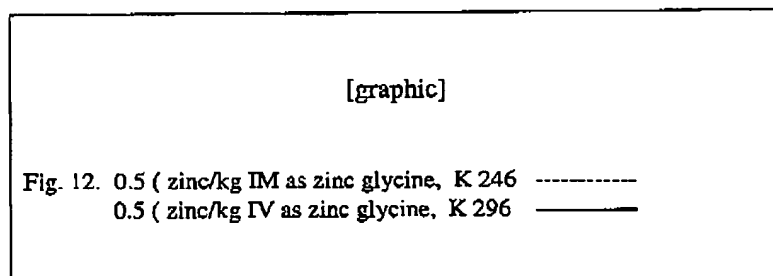 [graphic]
Fig. 12. 0.5 ( zinc/kg IM as zinc glycine, K 246
0.5 ( zinc/kg IV as zinc glycine, K 296